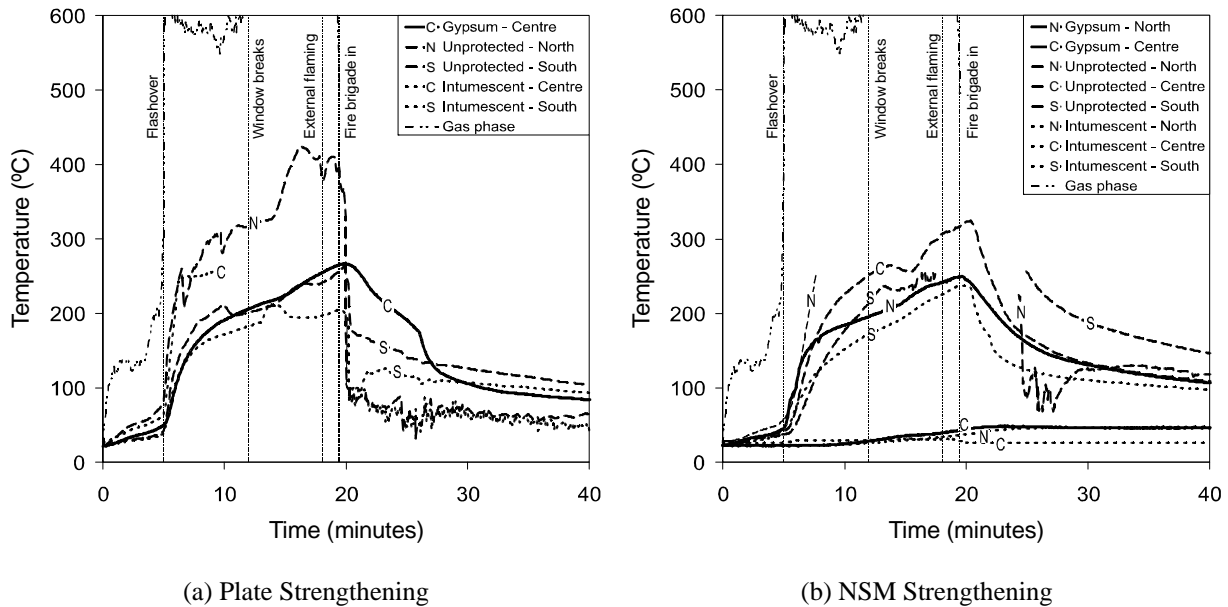 600
500
400
300
200
100
0
Temperature (ºC)
0
10
20
30
40
Time (minutes)
Flashover
Window breaks
External flaming
Fire brigade in
C Gypsum - Centre
N Unprotected - North
S Unprotected - South
C Intumescent - Centre
S Intumescent - South
Gas phase
N
C
C
S
S
(a) Plate Strengthening
600
500
400
300
200
100
0
Temperature (ºC)
0
10
20
30
40
Time (minutes)
Flashover
Window breaks
External flaming
Fire brigade in
N Gypsum - North
C Gypsum - Centre
N Unprotected - North
C Unprotected - Centre
S Unprotected - South
N Intumescent - North
C Intumescent - Centre
S Intumescent - South
Gas phase
N
C
S
N
S
N
S
C
N
C
(b) NSM Strengthening